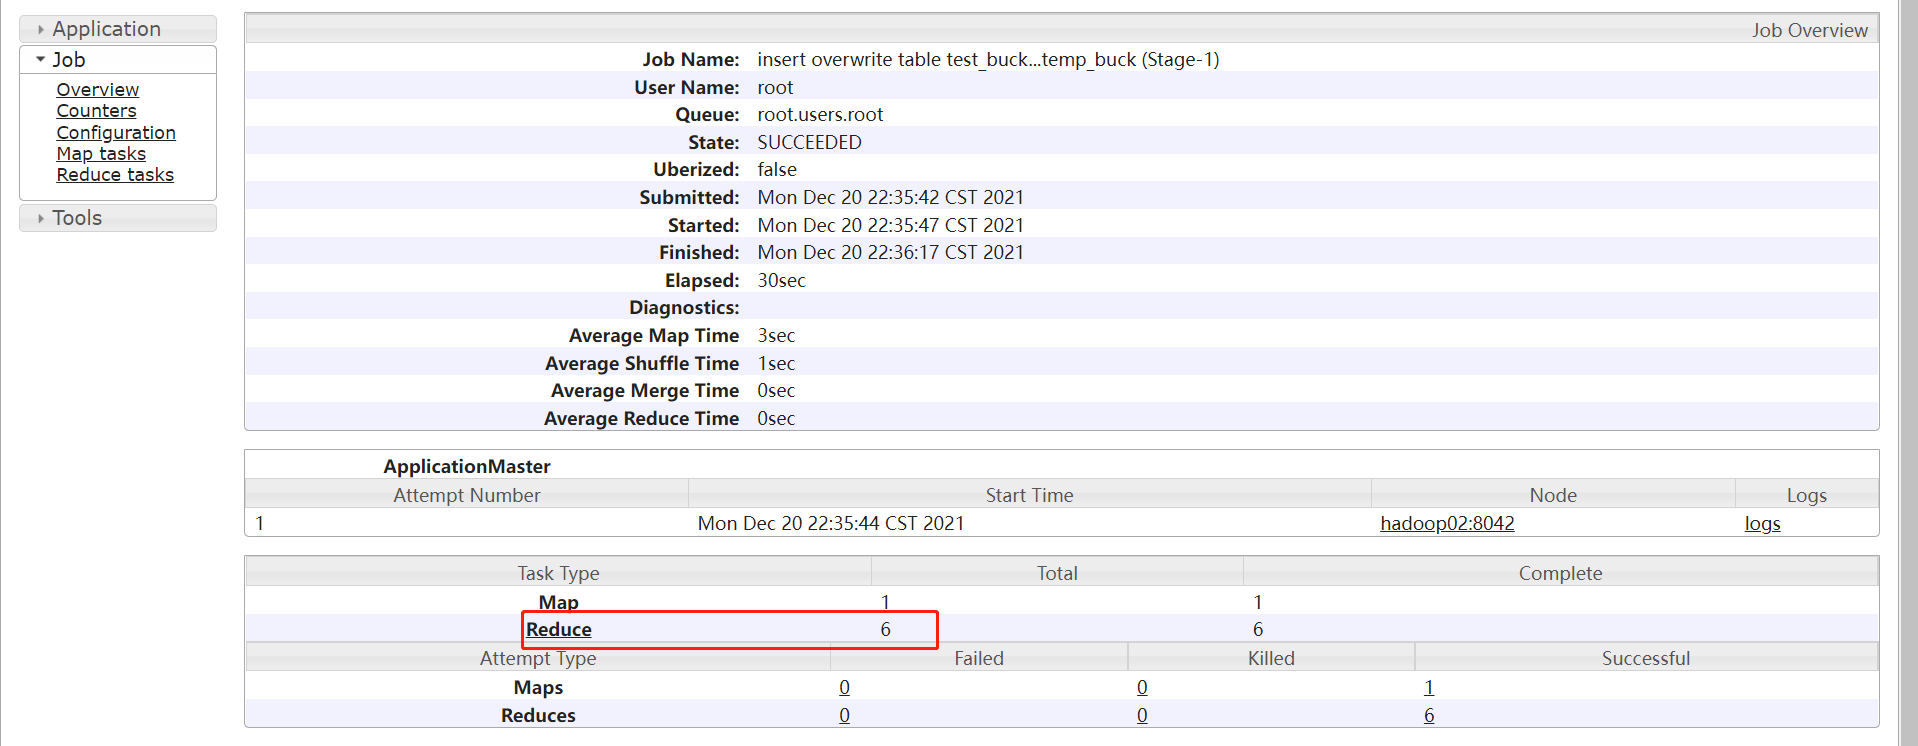 Application
Job
Overview
Counters
Configuration
Map tasks
Reduce tasks
Tools
Job Overview
Job Name: insert overwrite table test_buck...temp_buck (Stage-1)
User Name: root
Queue: root.users.root
State: SUCCEEDED
Uberized: false
Submitted: Mon Dec 20 22:35:42 CST 2021
Started: Mon Dec 20 22:35:47 CST 2021
Finished: Mon Dec 20 22:36:17 CST 2021
Elapsed: 30sec
Diagnostics:
Average Map Time 3sec
Average Shuffle Time 1sec
Average Merge Time 0sec
Average Reduce Time 0sec
ApplicationMaster
Attempt Number Start Time Node Logs
1 Mon Dec 20 22:35:44 CST 2021 hadoop02:8042 logs
Task Type Total Complete
Map 1 1
Reduce 6 6
Attempt Type Failed Killed Successful
Maps 0 0 1
Reduces 0 0 6